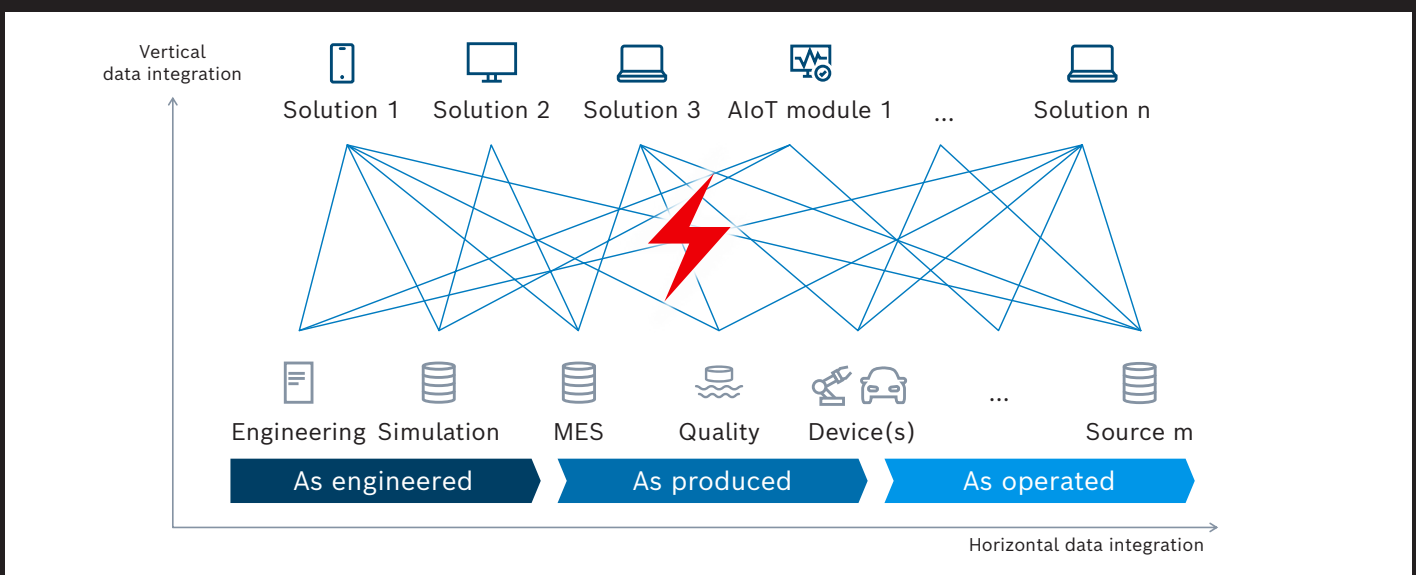 Vertical
data integration
Solution 1
Solution 2
Solution 3
AIoT module 1
...
Solution n
Engineering
Simulation
MES
Quality
Device(s)
...
Source m
As engineered
As produced
As operated
Horizontal data integration